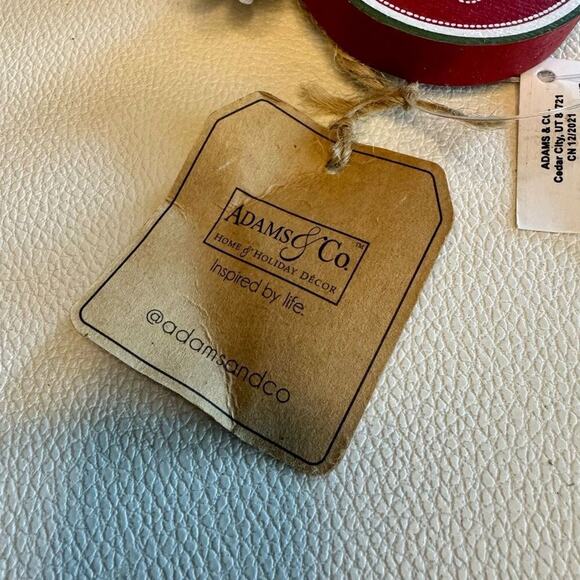 ADAMS & CO.™
HOME & HOLIDAY DÉCOR
Inspired by life.
@adamsandco
ADAMS & CO.
Cedar City, UT 8 721
CN 12/2021